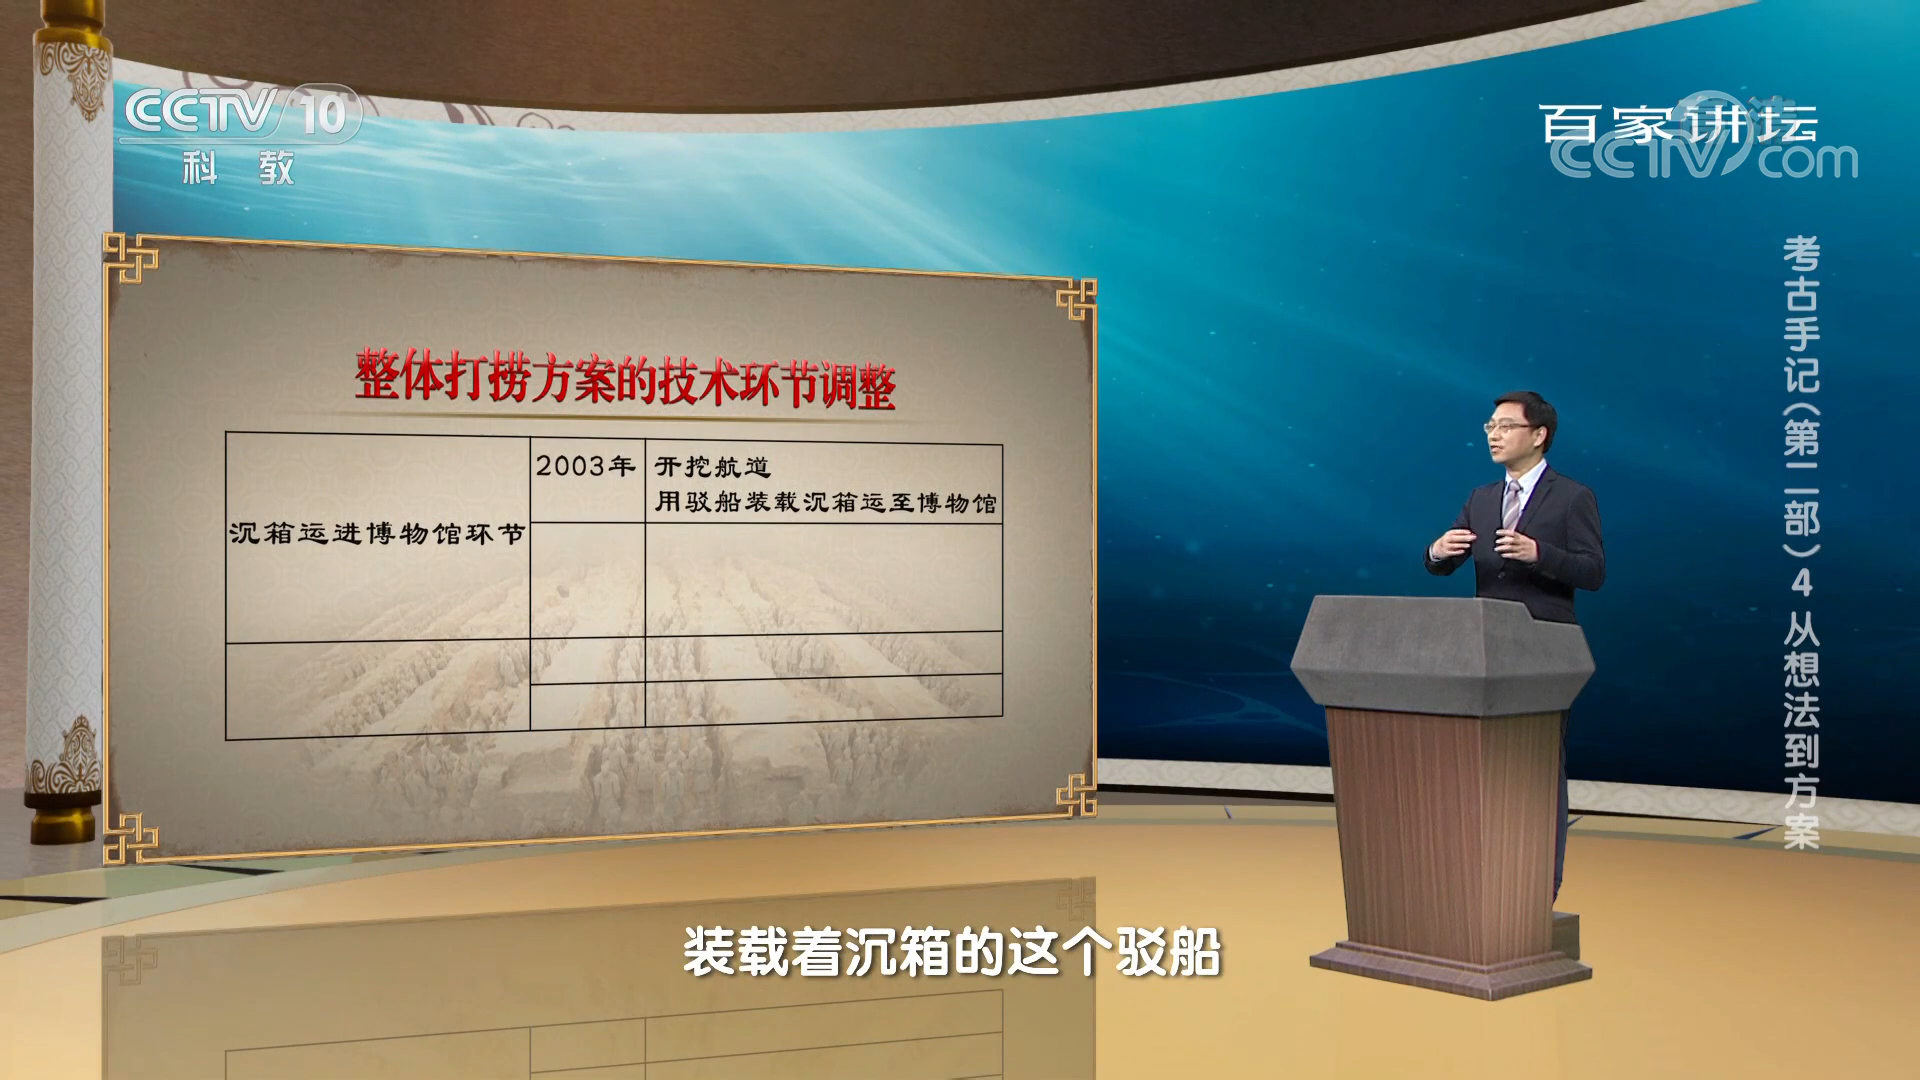 CCTV 10
科 教
百家讲坛
CCTV.com
整体打捞方案的技术环节调整
沉箱运进博物馆环节
2003年
开挖航道
用驳船装载沉箱运至博物馆
考古手记（第二部）4 从想法到方案
装载着沉箱的这个驳船